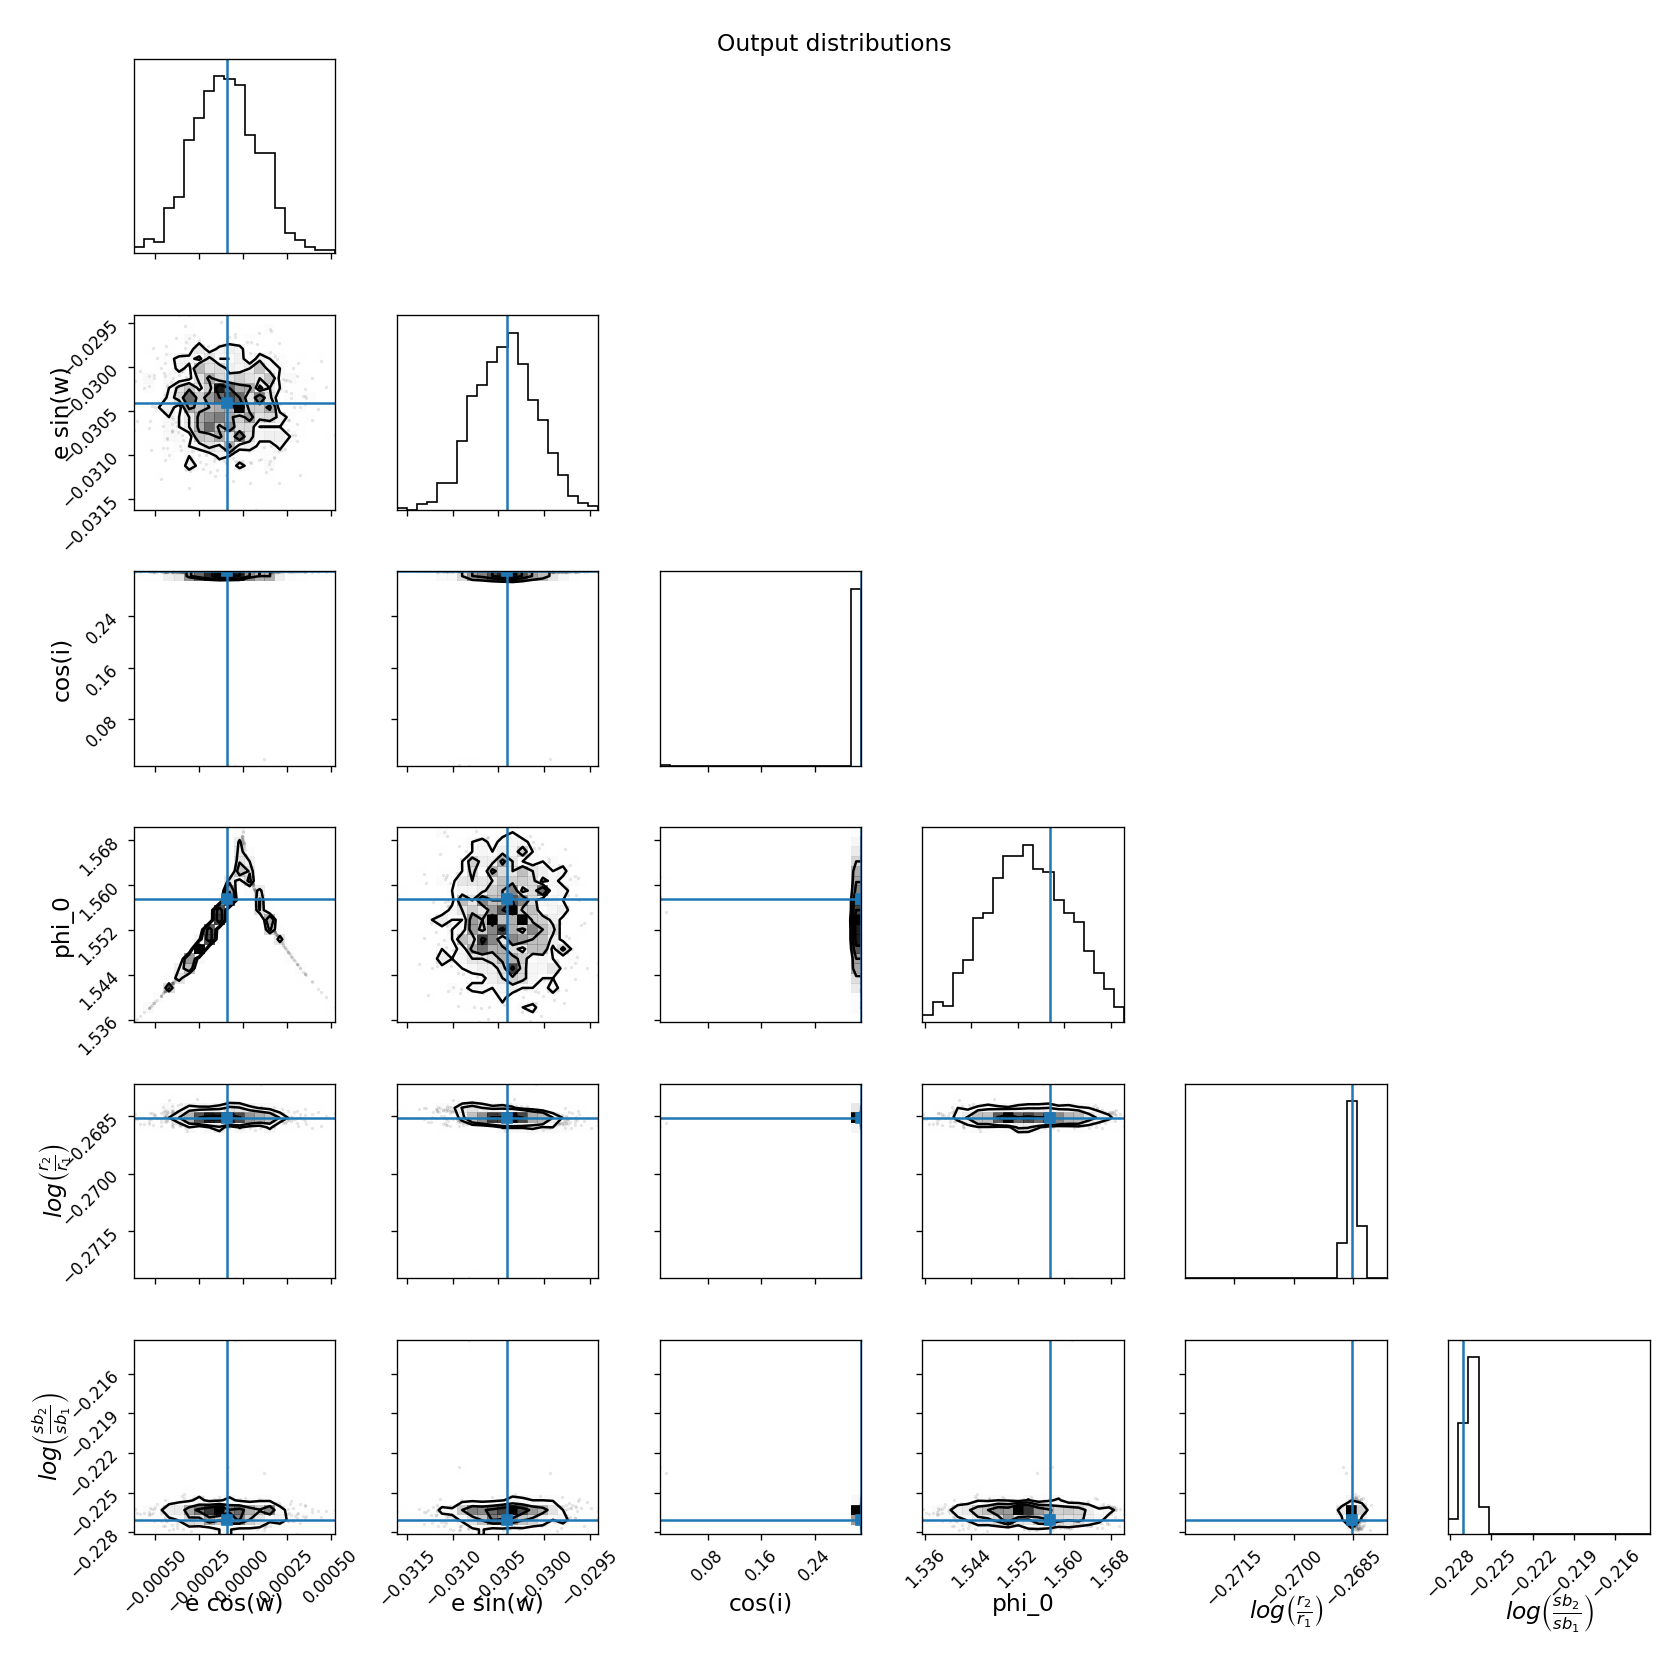 Output distributions
e sin(w)
−0.0295
−0.0300
−0.0305
−0.0310
−0.0315
cos(i)
0.24
0.16
0.08
phi_0
1.568
1.560
1.552
1.544
1.536
log(r₂/r₁)
−0.2685
−0.2700
−0.2715
log(sb₂/sb₁)
−0.216
−0.219
−0.222
−0.225
−0.228
−0.00050 −0.00025 0.00000 0.00025 0.00050
e cos(w)
−0.0315 −0.0310 −0.0305 −0.0300 −0.0295
e sin(w)
0.08 0.16 0.24
cos(i)
1.536 1.544 1.552 1.560 1.568
phi_0
−0.2715 −0.2700 −0.2685
log(r₂/r₁)
−0.228 −0.225 −0.222 −0.219 −0.216
log(sb₂/sb₁)